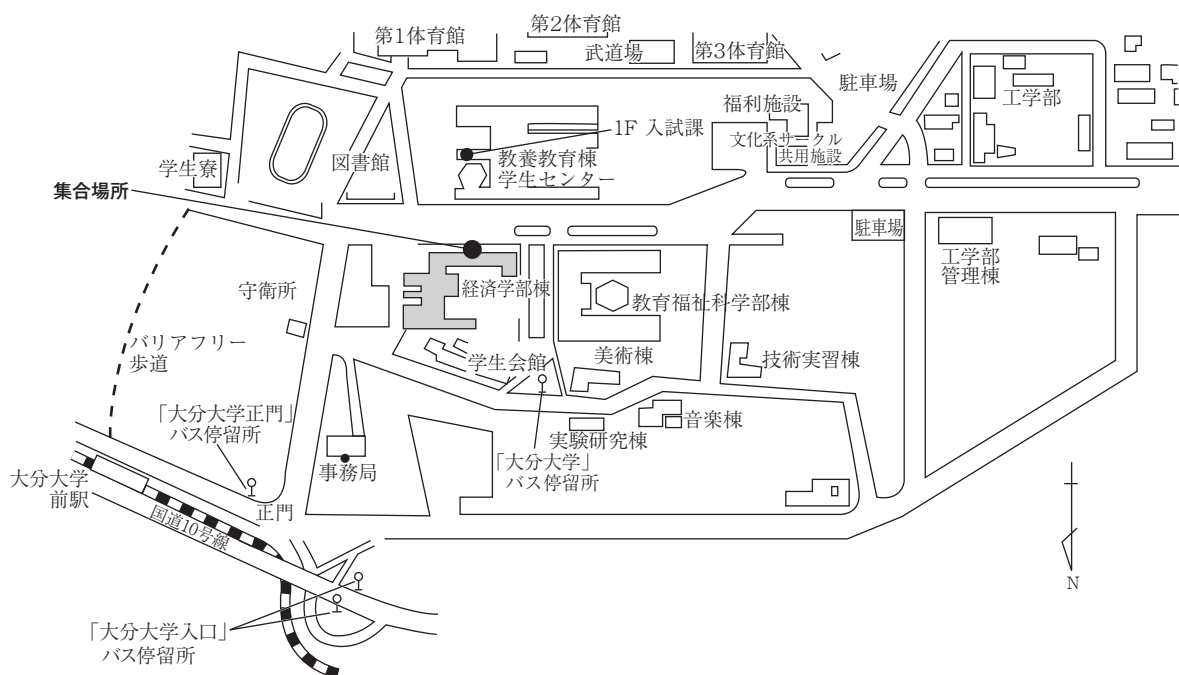 第1体育館
第2体育館
武道場
第3体育館
駐車場
工学部
福利施設
1F 入試課
文化系サークル
共用施設
教養教育棟
学生センター
図書館
学生寮
集合場所
駐車場
工学部
管理棟
経済学部棟
教育福祉科学部棟
守衛所
バリアフリー
歩道
学生会館
美術棟
技術実習棟
「大分大学正門」
バス停留所
音楽棟
実験研究棟
「大分大学」
バス停留所
事務局
大分大学
前駅
正門
国道10号線
N
「大分大学入口」
バス停留所